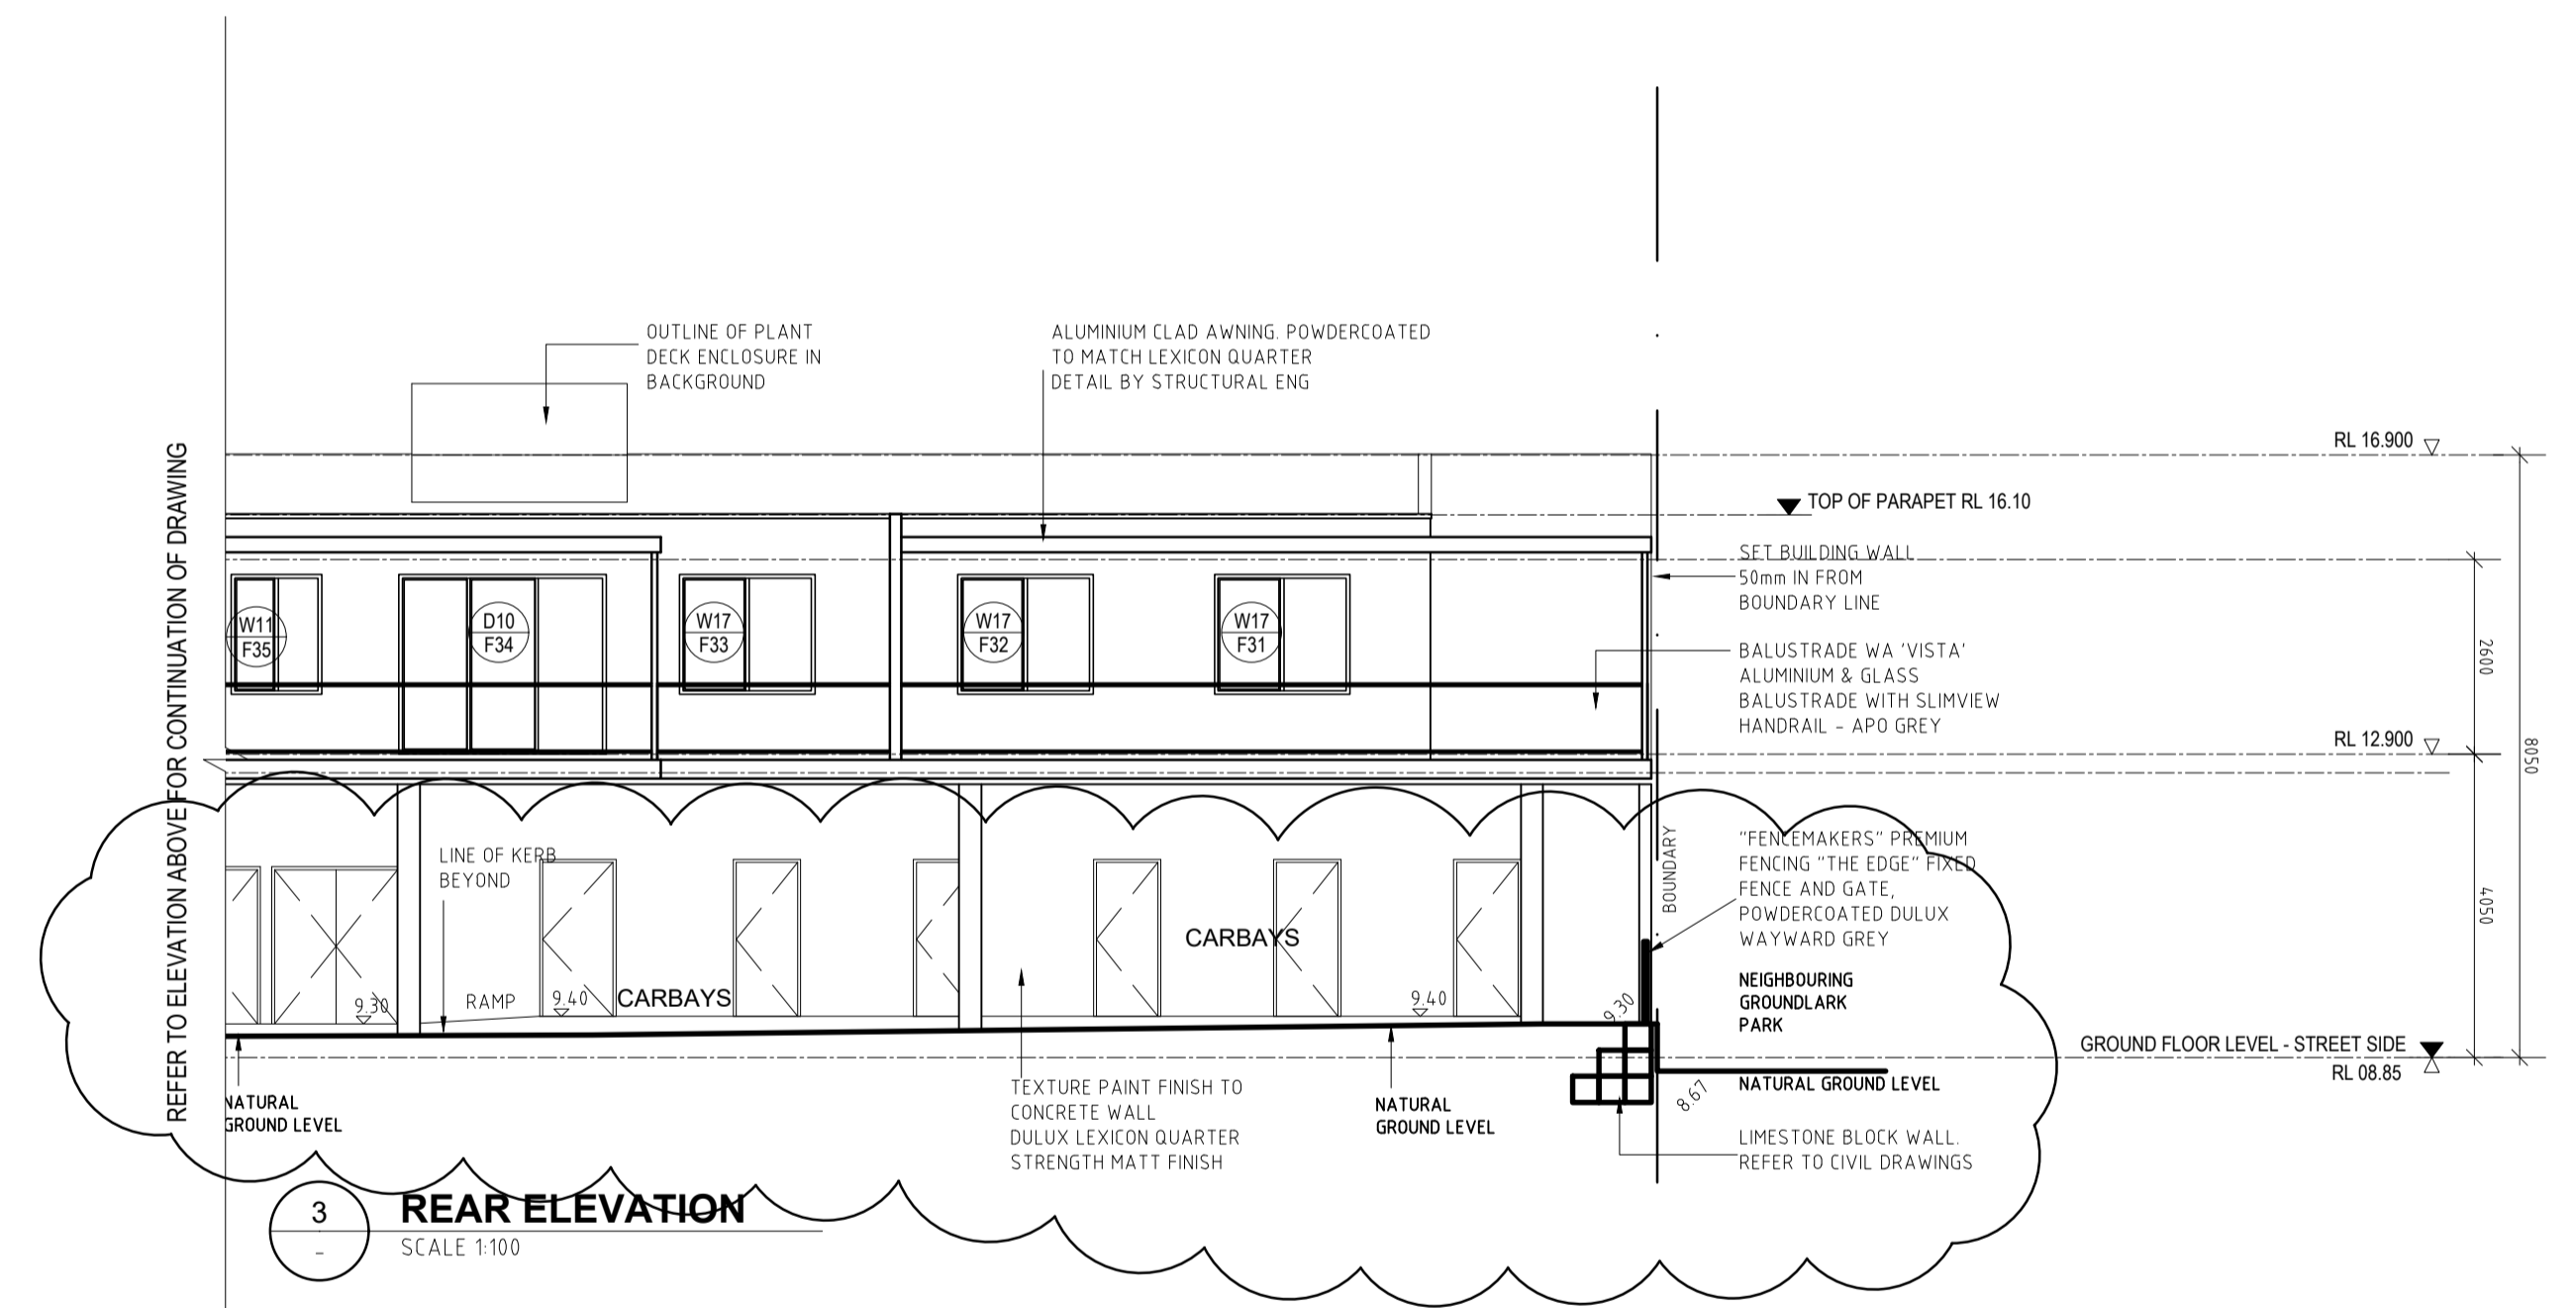 REFER TO ELEVATION ABOVE FOR CONTINUATION OF DRAWING
OUTLINE OF PLANT
DECK ENCLOSURE IN
BACKGROUND
ALUMINIUM CLAD AWNING. POWDERCOATED
TO MATCH LEXICON QUARTER
DETAIL BY STRUCTURAL ENG
RL 16.900
TOP OF PARAPET RL 16.10
SET BUILDING WALL
50mm IN FROM
BOUNDARY LINE
W11
F35
D10
F34
W17
F33
W17
F32
W17
F31
BALUSTRADE WA 'VISTA'
ALUMINIUM & GLASS
BALUSTRADE WITH SLIMVIEW
HANDRAIL - APO GREY
2600
RL 12.900
8050
4050
BOUNDARY
"FENCEMAKERS" PREMIUM
FENCING "THE EDGE" FIXED
FENCE AND GATE,
POWDERCOATED DULUX
WAYWARD GREY
LINE OF KERB
BEYOND
CARBAYS
9.30
RAMP
9.40
CARBAYS
9.40
9.30
NEIGHBOURING
GROUNDLARK
PARK
GROUND FLOOR LEVEL - STREET SIDE
RL 08.85
NATURAL GROUND LEVEL
8.67
NATURAL
GROUND LEVEL
TEXTURE PAINT FINISH TO
CONCRETE WALL
DULUX LEXICON QUARTER
STRENGTH MATT FINISH
NATURAL
GROUND LEVEL
LIMESTONE BLOCK WALL.
REFER TO CIVIL DRAWINGS
3
-
REAR ELEVATION
SCALE 1:100